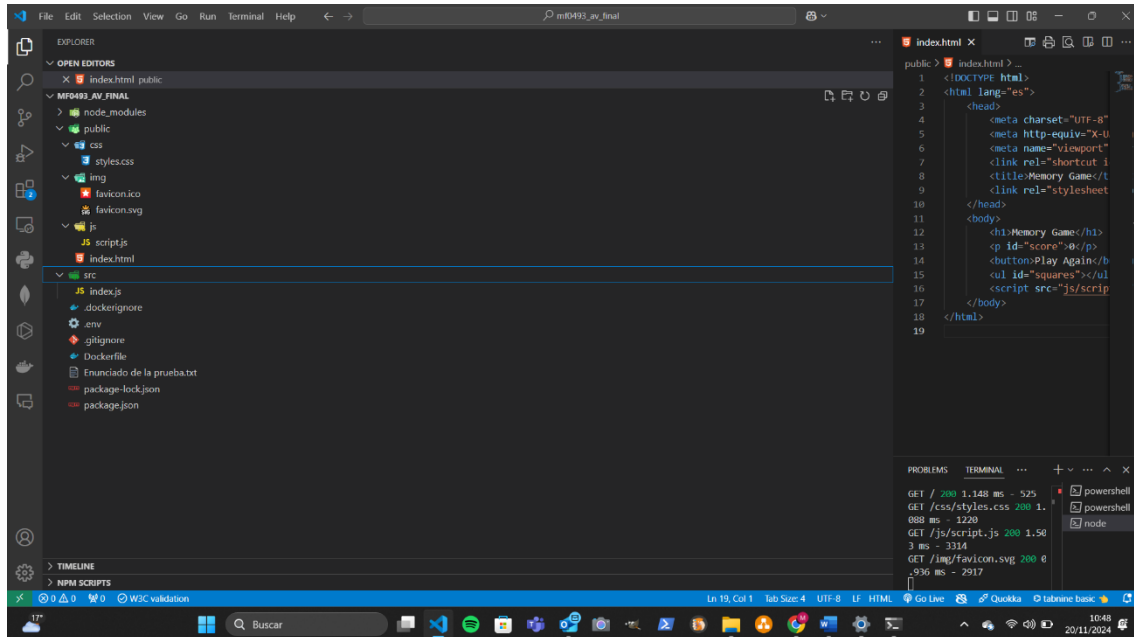 File Edit Selection View Go Run Terminal Help
mf0493_av_final
EXPLORER
OPEN EDITORS
index.html public
MF0493_AV_FINAL
node_modules
public
css
styles.css
img
favicon.ico
favicon.svg
JS js
JS script.js
index.html
src
JS index.js
.dockerignore
.env
.gitignore
Dockerfile
Enunciado de la prueba.txt
package-lock.json
package.json
TIMELINE
NPM SCRIPTS
index.html
public > index.html > ...
1 <!DOCTYPE html>
2 <html lang="es">
3 <head>
4 <meta charset="UTF-8"
5 <meta http-equiv="X-U
6 <meta name="viewport"
7 <link rel="shortcut i
8 <title>Memory Game</t
9 <link rel="stylesheet
10 </head>
11 <body>
12 <h1>Memory Game</h1>
13 <p id="score">0</p>
14 <button>Play Again</b
15 <ul id="squares"></ul
16 <script src="js/scrip
17 </body>
18 </html>
19
PROBLEMS TERMINAL ...
GET / 200 1.148 ms - 525
GET /css/styles.css 200 1.
088 ms - 1220
GET /js/script.js 200 1.50
3 ms - 3314
GET /img/favicon.svg 200 0
.936 ms - 2917
powershell
powershell
node
0 0 0 W3C validation
Ln 19, Col 1 Tab Size: 4 UTF-8 LF HTML Go Live Quokka tabnine basic
17°
Buscar
10:48
20/11/2024